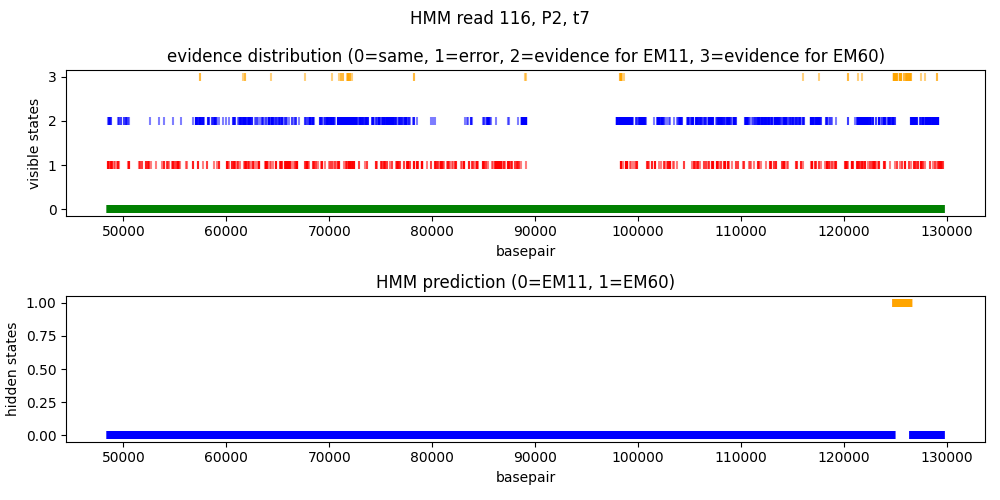 HMM read 116, P2, t7
evidence distribution (0=same, 1=error, 2=evidence for EM11, 3=evidence for EM60)
visible states
3
2
1
0
50000 60000 70000 80000 90000 100000 110000 120000 130000
basepair
HMM prediction (0=EM11, 1=EM60)
hidden states
1.00
0.75
0.50
0.25
0.00
50000 60000 70000 80000 90000 100000 110000 120000 130000
basepair